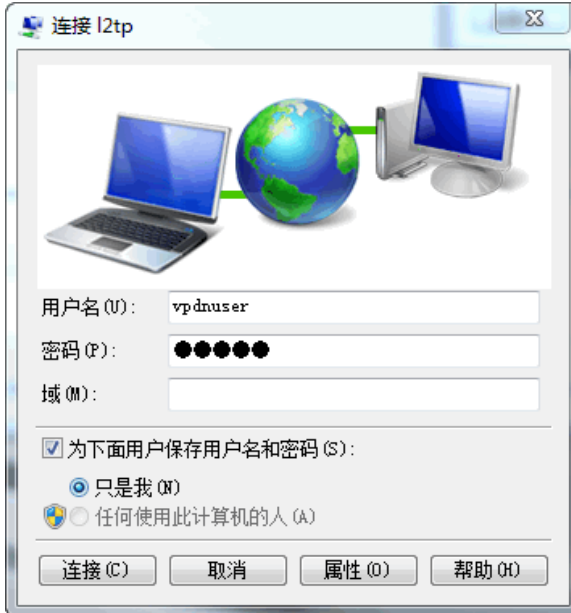 连接 l2tp
用户名(U): vpdnuser
密码(P): ●●●●●
域(M):
为下面用户保存用户名和密码(S):
只是我(N)
任何使用此计算机的人(A)
连接(C) 取消 属性(O) 帮助(H)